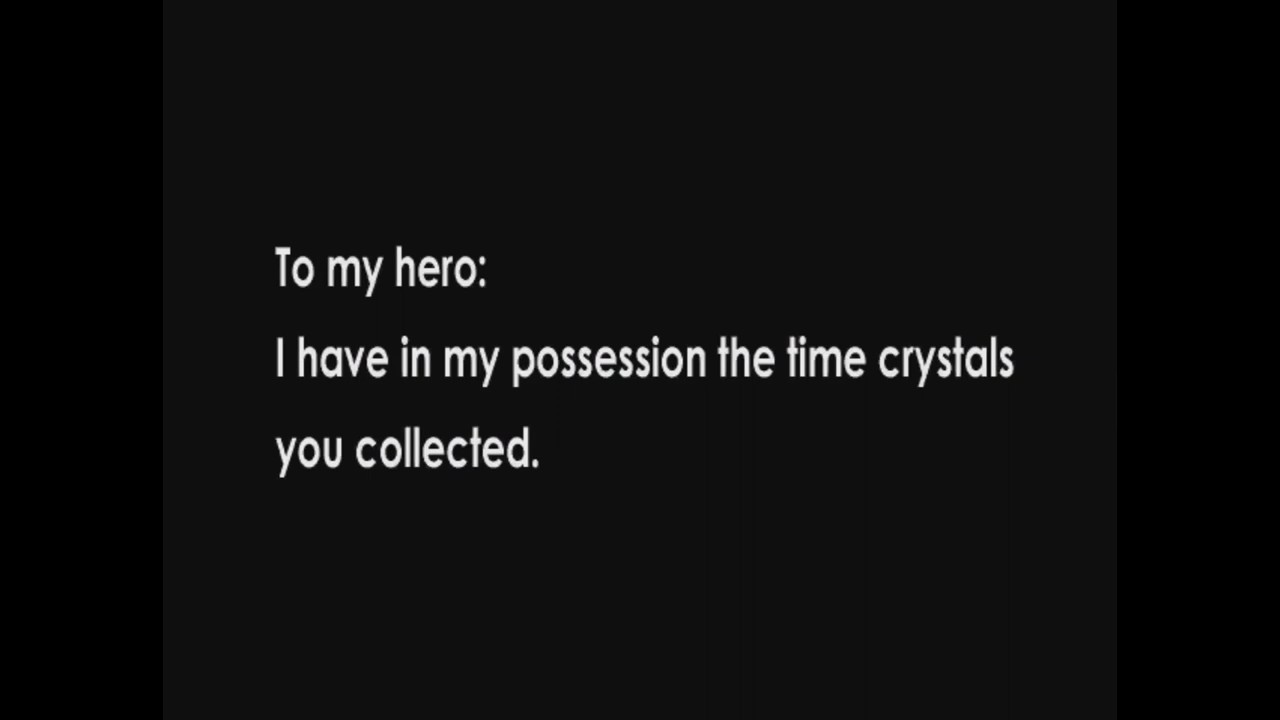 To my hero:
I have in my possession the time crystals
you collected.